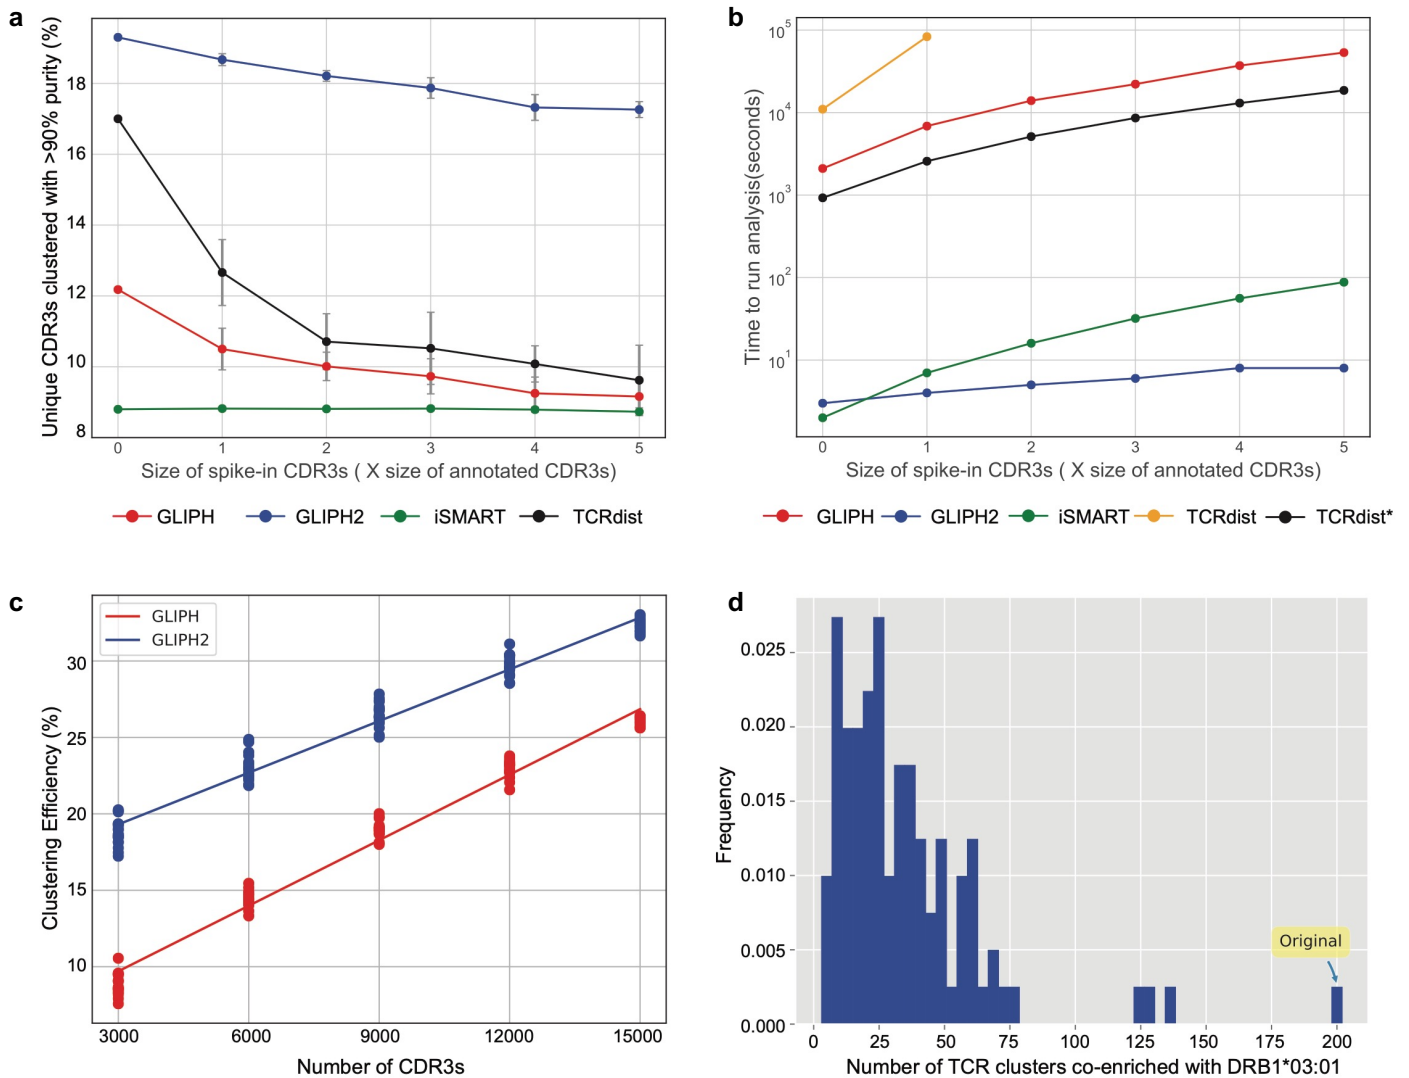 a
Unique CDR3s clustered with >90% purity (%)
18
16
14
12
10
8
0 1 2 3 4 5
Size of spike-in CDR3s ( X size of annotated CDR3s)
GLIPH GLIPH2 iSMART TCRdist
b
Time to run analysis(seconds)
10^5
10^4
10^3
10^2
10^1
0 1 2 3 4 5
Size of spike-in CDR3s ( X size of annotated CDR3s)
GLIPH GLIPH2 iSMART TCRdist TCRdist*
c
GLIPH
GLIPH2
Clustering Efficiency (%)
30
25
20
15
10
3000 6000 9000 12000 15000
Number of CDR3s
d
Frequency
0.025
0.020
0.015
0.010
0.005
0.000
Original
0 25 50 75 100 125 150 175 200
Number of TCR clusters co-enriched with DRB1*03:01